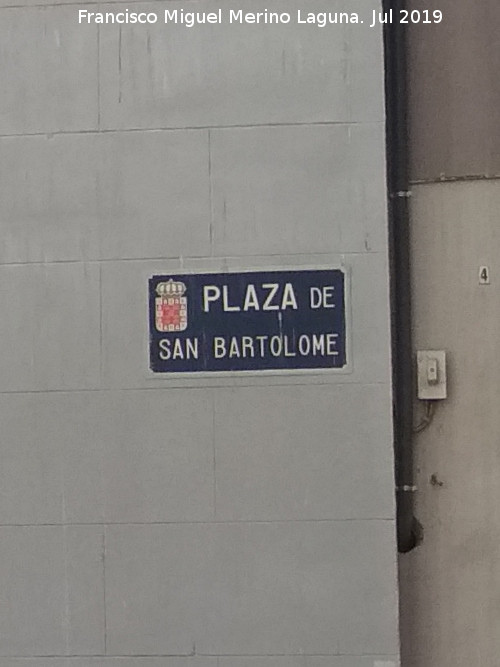 Francisco Miguel Merino Laguna. Jul 2019
PLAZA DE
SAN BARTOLOME
4